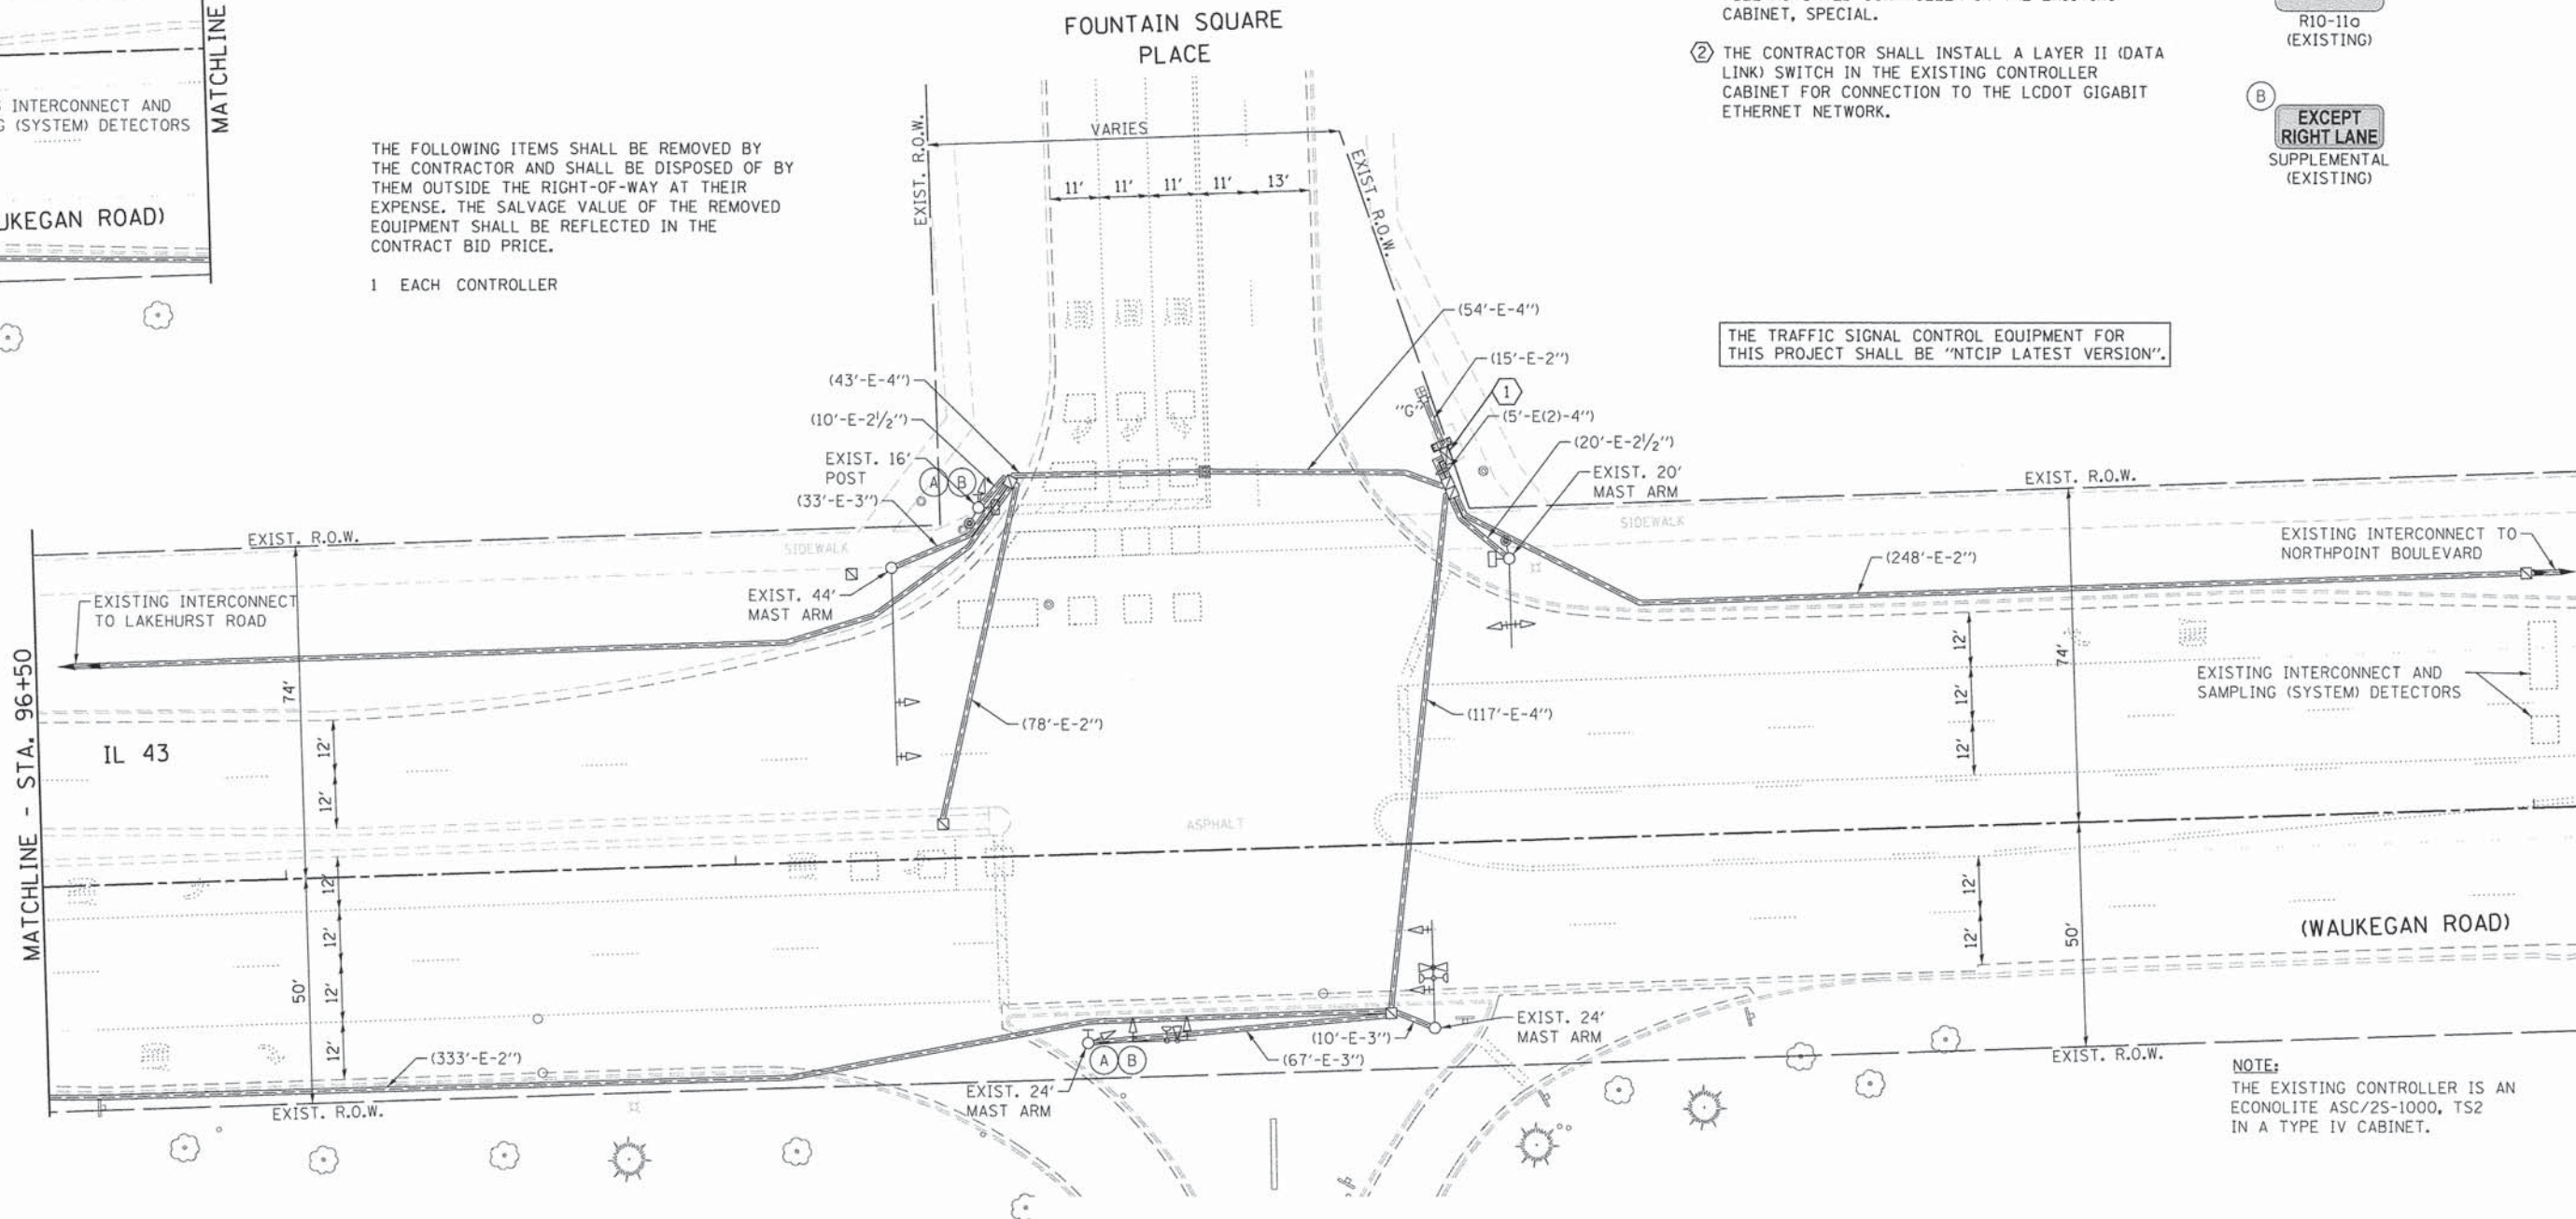 MATCHLINE
INTERCONNECT AND
(SYSTEM) DETECTORS
UKEGAN ROAD)
THE FOLLOWING ITEMS SHALL BE REMOVED BY
THE CONTRACTOR AND SHALL BE DISPOSED OF BY
THEM OUTSIDE THE RIGHT-OF-WAY AT THEIR
EXPENSE. THE SALVAGE VALUE OF THE REMOVED
EQUIPMENT SHALL BE REFLECTED IN THE
CONTRACT BID PRICE.
1 EACH CONTROLLER
FOUNTAIN SQUARE
PLACE
EXIST. R.O.W.
VARIES
EXIST. R.O.W.
11' 11' 11' 11' 13'
CABINET, SPECIAL.
2 THE CONTRACTOR SHALL INSTALL A LAYER II (DATA
LINK) SWITCH IN THE EXISTING CONTROLLER
CABINET FOR CONNECTION TO THE LCDOT GIGABIT
ETHERNET NETWORK.
R10-11a
(EXISTING)
B
EXCEPT
RIGHT LANE
SUPPLEMENTAL
(EXISTING)
THE TRAFFIC SIGNAL CONTROL EQUIPMENT FOR
THIS PROJECT SHALL BE "NTCIP LATEST VERSION".
(54'-E-4")
(15'-E-2")
1
"G"
(5'-E(2)-4")
(20'-E-2½")
EXIST. 20'
MAST ARM
(43'-E-4")
(10'-E-2½")
EXIST. 16'
POST
A B
(33'-E-3")
EXIST. R.O.W.
SIDEWALK
EXIST. 44'
MAST ARM
EXISTING INTERCONNECT
TO LAKEHURST ROAD
SIDEWALK
EXIST. R.O.W.
(248'-E-2")
EXISTING INTERCONNECT TO
NORTHPOINT BOULEVARD
MATCHLINE - STA. 96+50
IL 43
74'
12'
12'
(78'-E-2")
(117'-E-4")
12'
12'
12'
74'
EXISTING INTERCONNECT AND
SAMPLING (SYSTEM) DETECTORS
ASPHALT
12'
12'
12'
12'
50'
12'
12'
50'
(WAUKEGAN ROAD)
(333'-E-2")
EXIST. R.O.W.
A B
EXIST. 24'
MAST ARM
(10'-E-3")
(67'-E-3")
EXIST. 24'
MAST ARM
EXIST. R.O.W.
NOTE:
THE EXISTING CONTROLLER IS AN
ECONOLITE ASC/2S-1000, TS2
IN A TYPE IV CABINET.